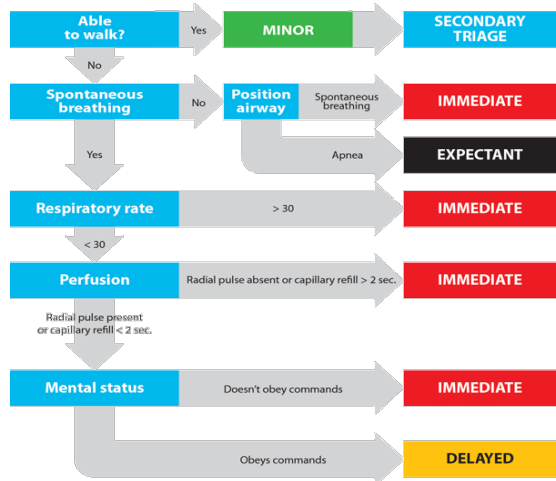 Able
to walk?
Yes
MINOR
SECONDARY
TRIAGE
No
Spontaneous
breathing
No
Position
airway
Spontaneous
breathing
IMMEDIATE
Apnea
EXPECTANT
Yes
Respiratory rate
> 30
IMMEDIATE
< 30
Perfusion
Radial pulse absent or capillary refill > 2 sec.
IMMEDIATE
Radial pulse present
or capillary refill < 2 sec.
Mental status
Doesn't obey commands
IMMEDIATE
Obeys commands
DELAYED